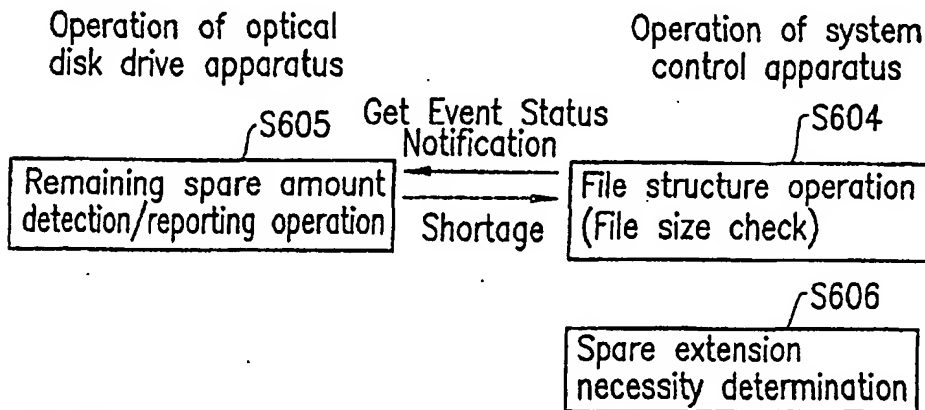 Operation of optical
disk drive apparatus
Operation of system
control apparatus
S605
Get Event Status
Notification
S604
Remaining spare amount
detection/reporting operation
Shortage
File structure operation
(File size check)
S606
Spare extension
necessity determination